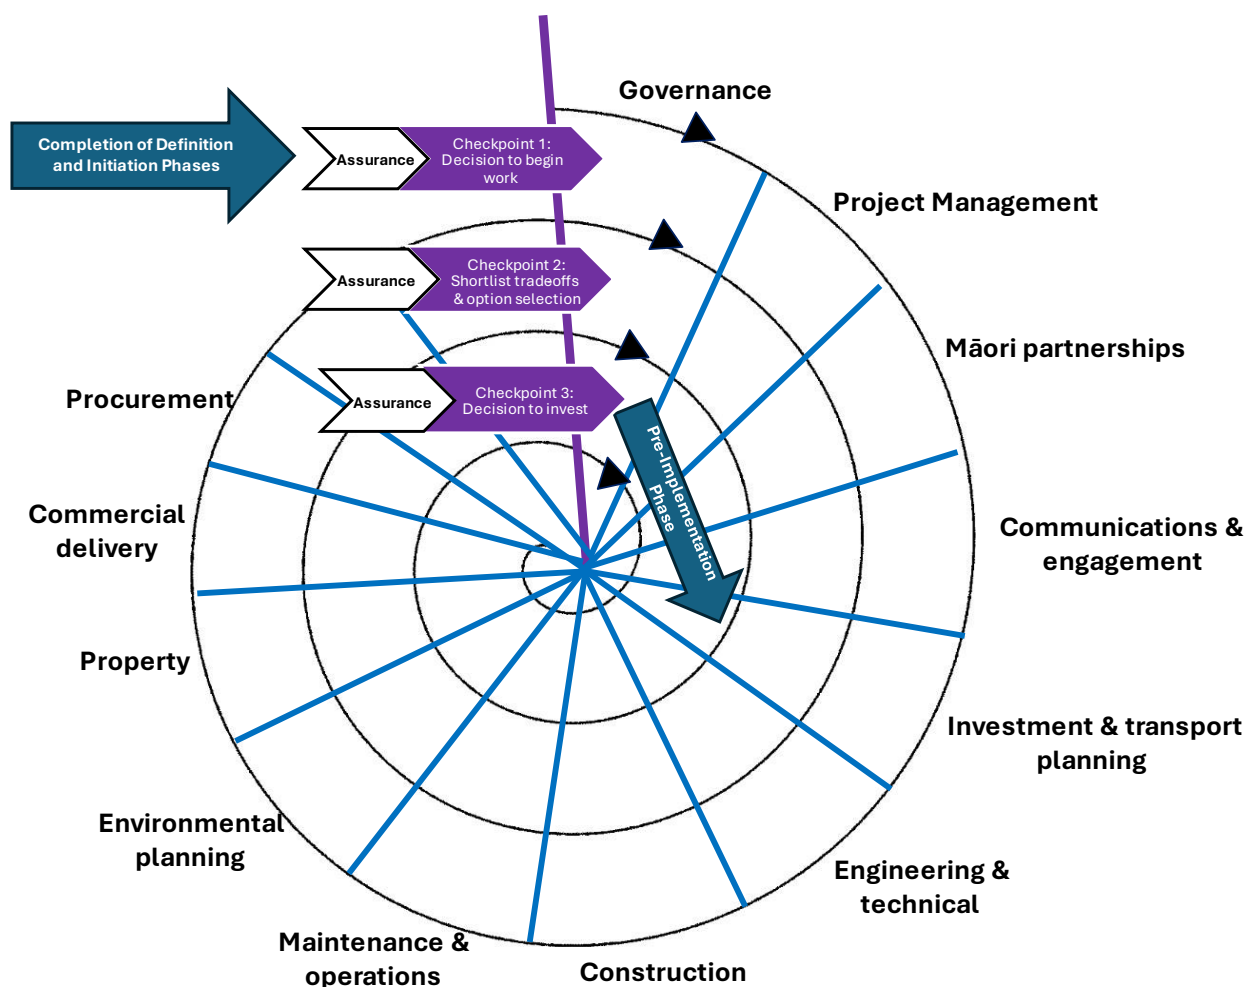 Governance
Completion of Definition
and Initiation Phases
Assurance
Checkpoint 1:
Decision to begin
work
Project Management
Assurance
Checkpoint 2:
Shortlist tradeoffs
& option selection
Māori partnerships
Assurance
Checkpoint 3:
Decision to invest
Procurement
Pre-Implementation
Phase
Commercial
delivery
Communications &
engagement
Property
Investment & transport
planning
Environmental
planning
Engineering &
technical
Maintenance &
operations
Construction